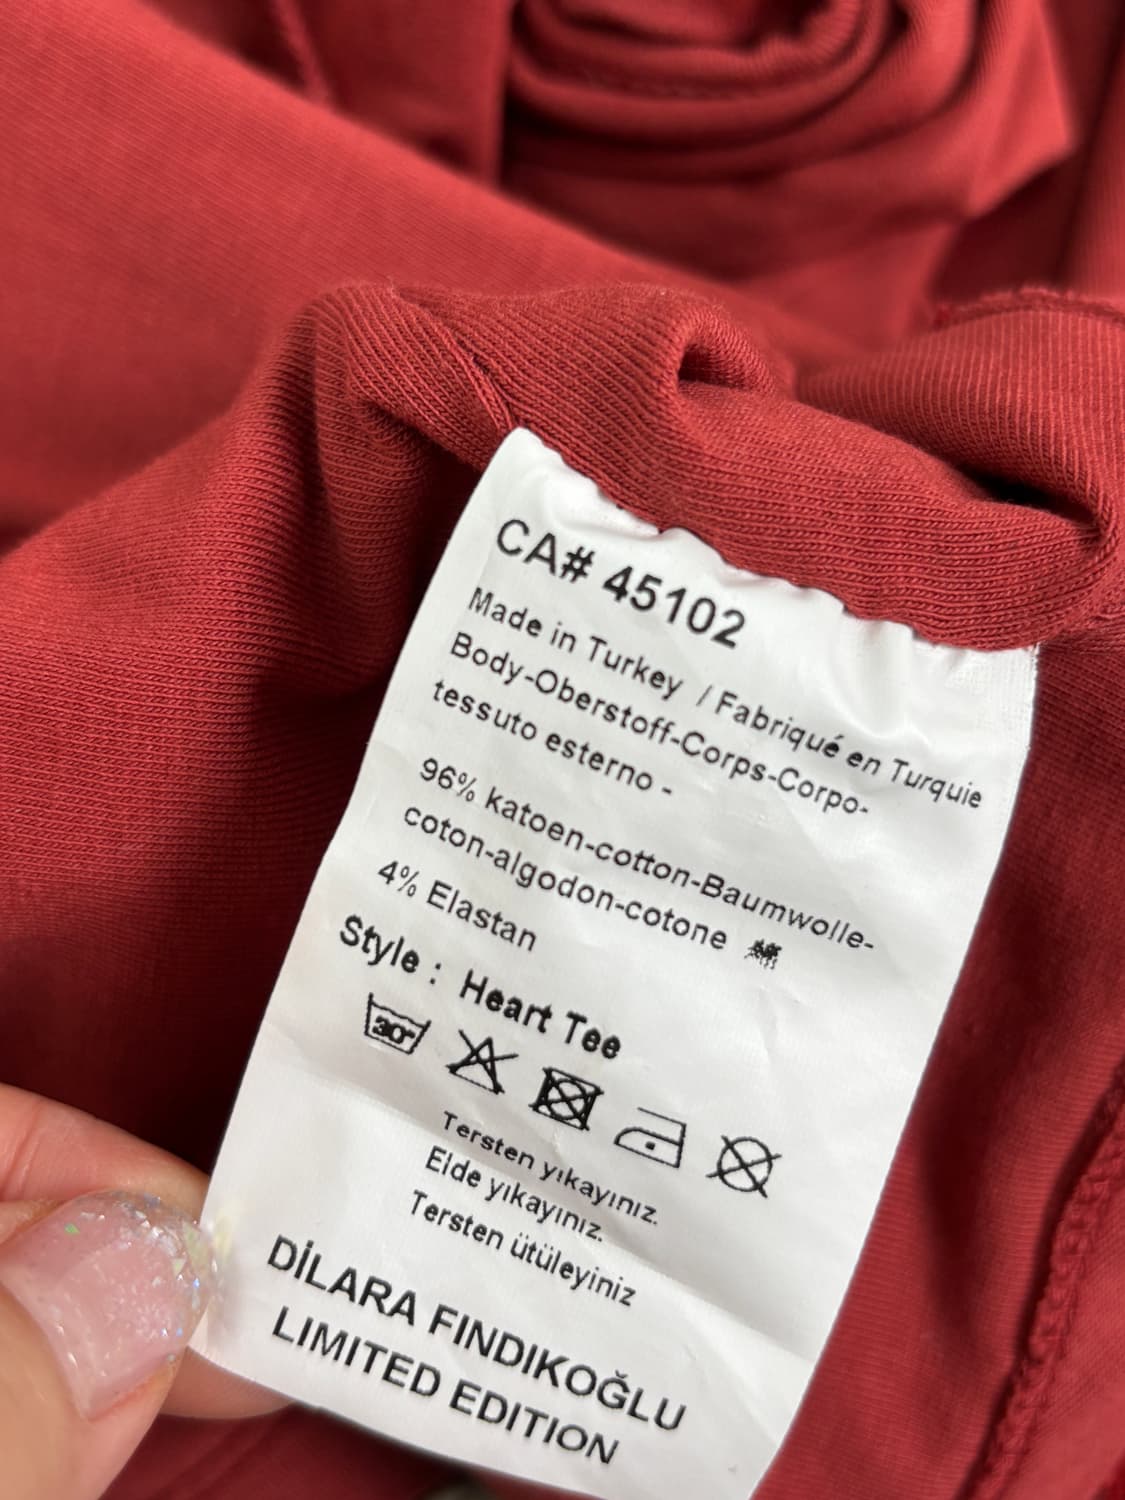 CA# 45102
Made in Turkey / Fabriqué en Turquie
Body-Oberstoff-Corps-Corpo-
tessuto esterno -
96% katoen-cotton-Baumwolle-
coton-algodon-cotone
4% Elastan
Style : Heart Tee
30°
Tersten yıkayınız.
Elde yıkayınız.
Tersten ütüleyiniz
DİLARA FINDIKOĞLU
LIMITED EDITION